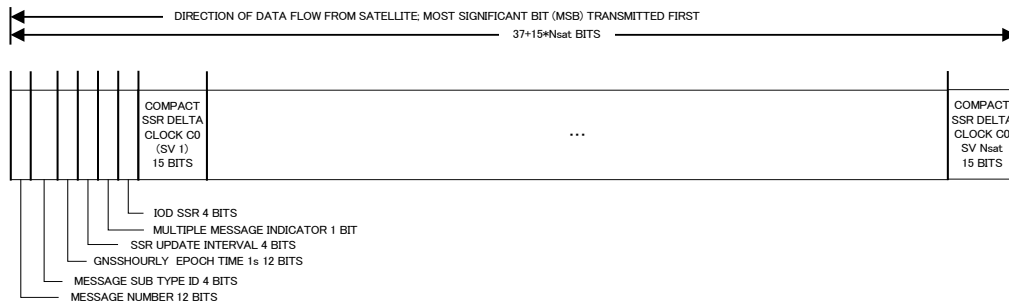 DIRECTION OF DATA FLOW FROM SATELLITE; MOST SIGNIFICANT BIT (MSB) TRANSMITTED FIRST
37+15*Nsat BITS
COMPACT
SSR DELTA
CLOCK C0
(SV 1)
15 BITS
...
COMPACT
SSR DELTA
CLOCK C0
SV Nsat
15 BITS
IOD SSR 4 BITS
MULTIPLE MESSAGE INDICATOR 1 BIT
SSR UPDATE INTERVAL 4 BITS
GNSSHOURLY EPOCH TIME 1s 12 BITS
MESSAGE SUB TYPE ID 4 BITS
MESSAGE NUMBER 12 BITS